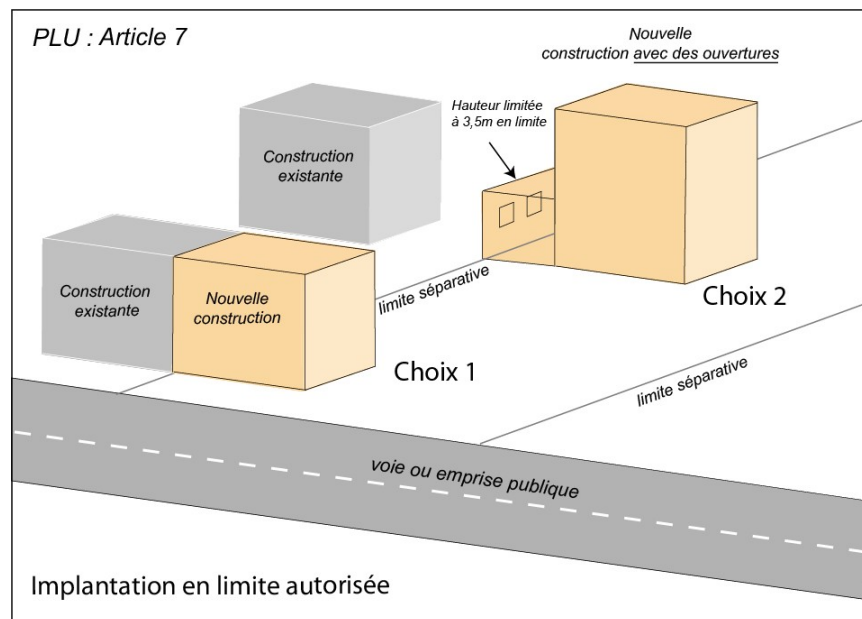 PLU : Article 7
Nouvelle
construction avec des ouvertures
Hauteur limitée
à 3,5m en limite
Construction
existante
Construction
existante
Nouvelle
construction
limite séparative
Choix 2
Choix 1
limite séparative
voie ou emprise publique
Implantation en limite autorisée